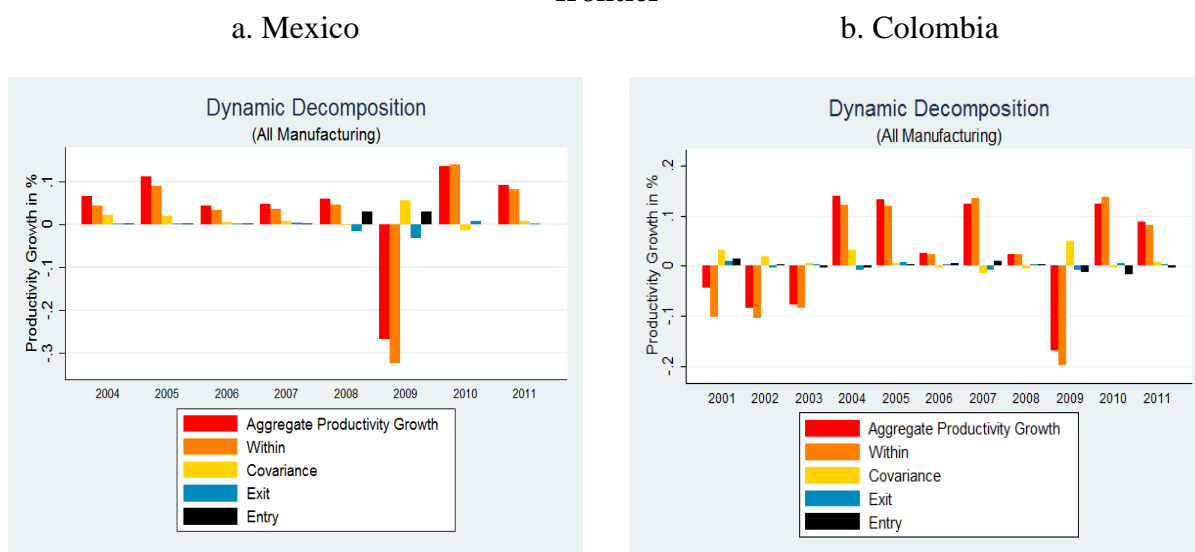 a. Mexico
b. Colombia
Dynamic Decomposition
(All Manufacturing)
Productivity Growth in %
.1
0
-.1
-.2
-.3
2004 2005 2006 2007 2008 2009 2010 2011
Aggregate Productivity Growth
Within
Covariance
Exit
Entry
Dynamic Decomposition
(All Manufacturing)
Productivity Growth in %
.2
.1
0
-.1
-.2
2001 2002 2003 2004 2005 2006 2007 2008 2009 2010 2011
Aggregate Productivity Growth
Within
Covariance
Exit
Entry